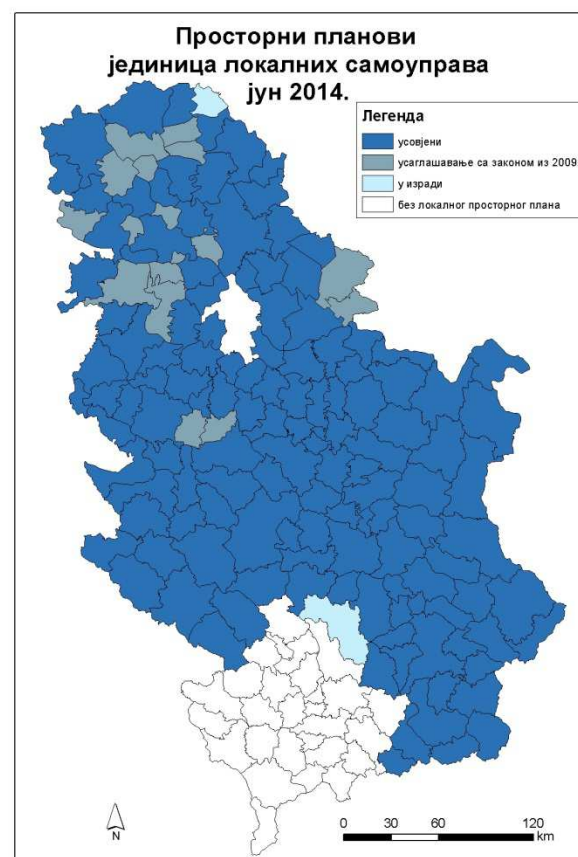 Просторни планови
јединица локалних самоуправа
јун 2014.
Легенда
усовјени
усаглашавање са законом из 2009
у изради
без локалног просторног плана
N
0 30 60 120
km